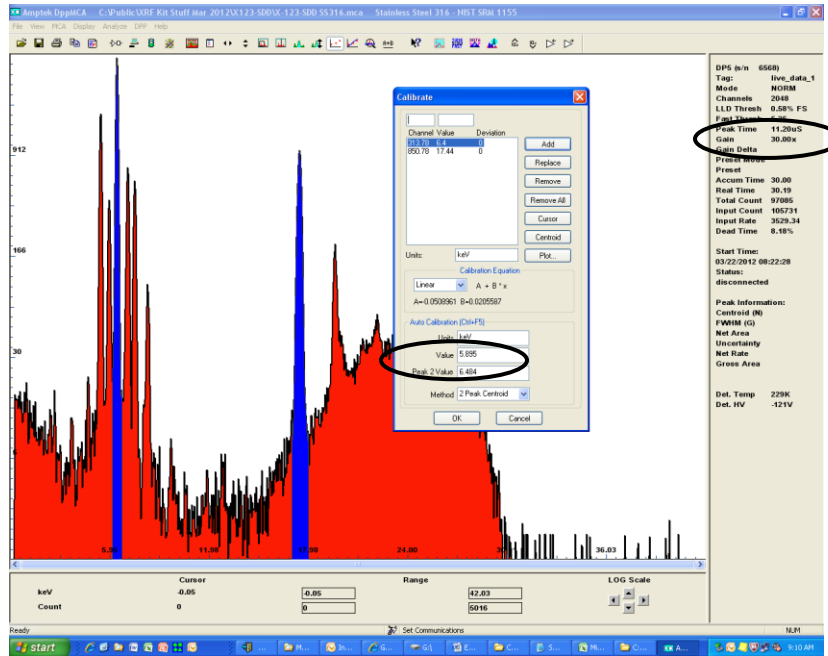 Amptek DppMCA C:\Public\XRF Kit Stuff Mar 2012\X123-SDD\X-123-SDD SS316.mca Stainless Steel 316 - NIST SRM 1155
File View MCA Display Analyze DPP Help
912
166
30
6
5.95
11.98
17.98
24.00
36.03
Calibrate
Channel Value Deviation
313.70 6.4 0
850.78 17.44 0
Add
Replace
Remove
Remove All
Cursor
Centroid
Units: keV
Plot...
Calibration Equation
Linear A + B * x
A=-0.0508961 B=0.0205587
Auto Calibration (Ctrl+F5)
Units keV
Value 5.895
Peak 2 Value 6.484
Method 2 Peak Centroid
OK Cancel
DP5 (s/n 6568)
Tag: live_data_1
Mode NORM
Channels 2048
LLD Thresh 0.58% FS
Fast Thresh
Peak Time 11.20uS
Gain 30.00x
Gain Delta
Preset Mode
Preset
Accum Time 30.00
Real Time 30.19
Total Count 97085
Input Count 105731
Input Rate 3529.34
Dead Time 8.18%
Start Time:
03/22/2012 08:22:28
Status:
disconnected
Peak Information:
Centroid (N)
FWHM (G)
Net Area
Uncertainty
Net Rate
Gross Area
Det. Temp 229K
Det. HV -121V
Cursor Range LOG Scale
keV -0.05 -0.05 42.03
Count 0 0 5016
Ready Set Communications NUM
start M... In... G... G:\ E... C... S... Mi... C... A... 9:10 AM